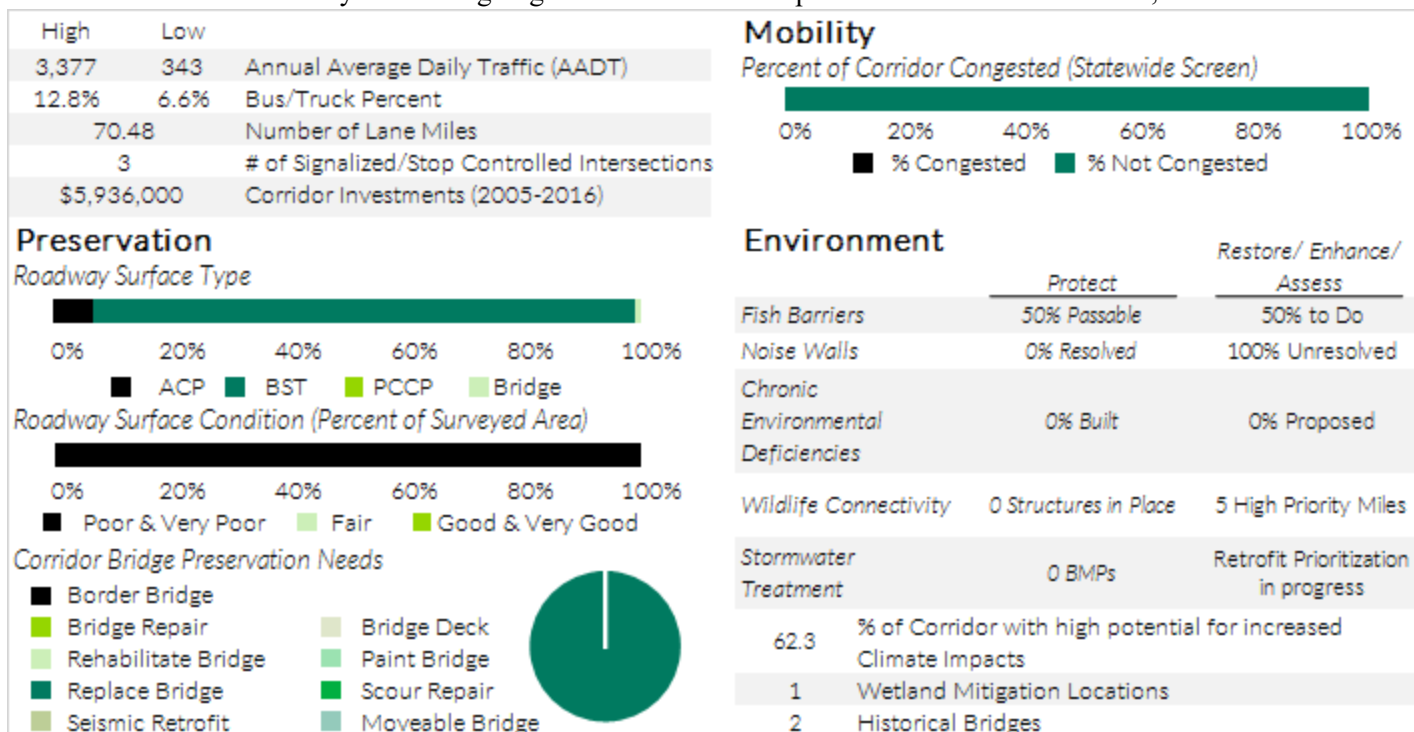 High Low
3,377 343 Annual Average Daily Traffic (AADT)
12.8% 6.6% Bus/Truck Percent
70.48 Number of Lane Miles
3 # of Signalized/Stop Controlled Intersections
$5,936,000 Corridor Investments (2005-2016)
Preservation
Roadway Surface Type
0% 20% 40% 60% 80% 100%
ACP BST PCCP Bridge
Roadway Surface Condition (Percent of Surveyed Area)
0% 20% 40% 60% 80% 100%
Poor & Very Poor Fair Good & Very Good
Corridor Bridge Preservation Needs
Border Bridge
Bridge Repair Bridge Deck
Rehabilitate Bridge Paint Bridge
Replace Bridge Scour Repair
Seismic Retrofit Moveable Bridge
Mobility
Percent of Corridor Congested (Statewide Screen)
0% 20% 40% 60% 80% 100%
% Congested % Not Congested
Environment
Restore/ Enhance/
Protect Assess
Fish Barriers 50% Passable 50% to Do
Noise Walls 0% Resolved 100% Unresolved
Chronic
Environmental 0% Built 0% Proposed
Deficiencies
Wildlife Connectivity 0 Structures in Place 5 High Priority Miles
Stormwater Retrofit Prioritization
Treatment 0 BMPs in progress
62.3 % of Corridor with high potential for increased
Climate Impacts
1 Wetland Mitigation Locations
2 Historical Bridges